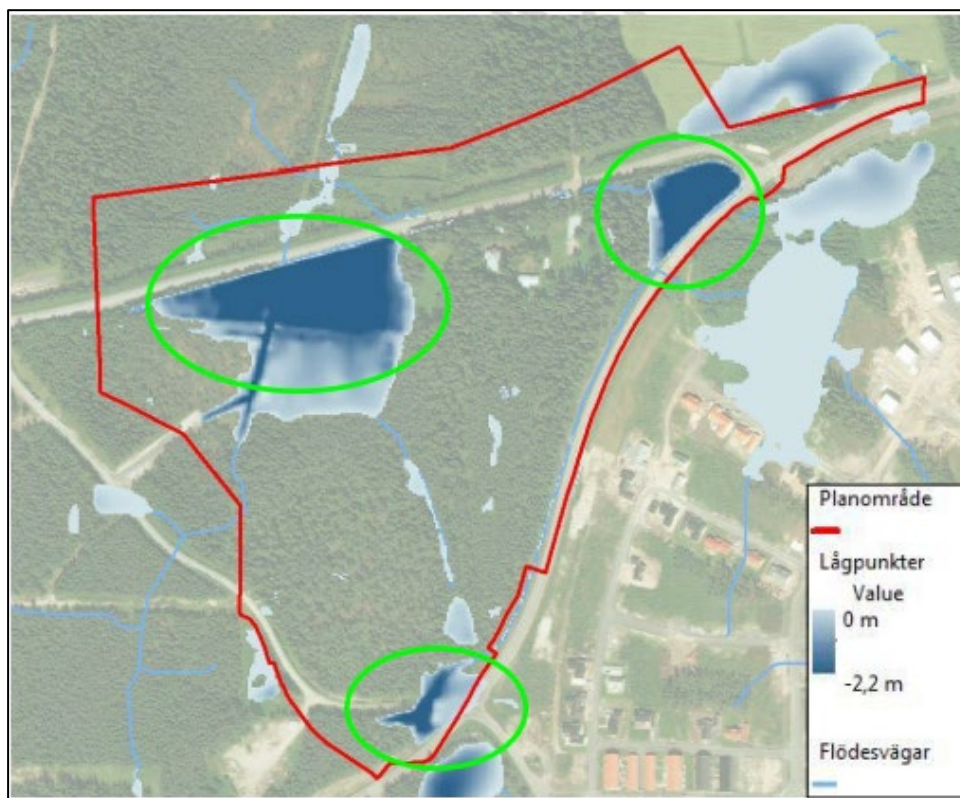 Planområde
Lågpunkter
Value
0 m
-2,2 m
Flödesvägar